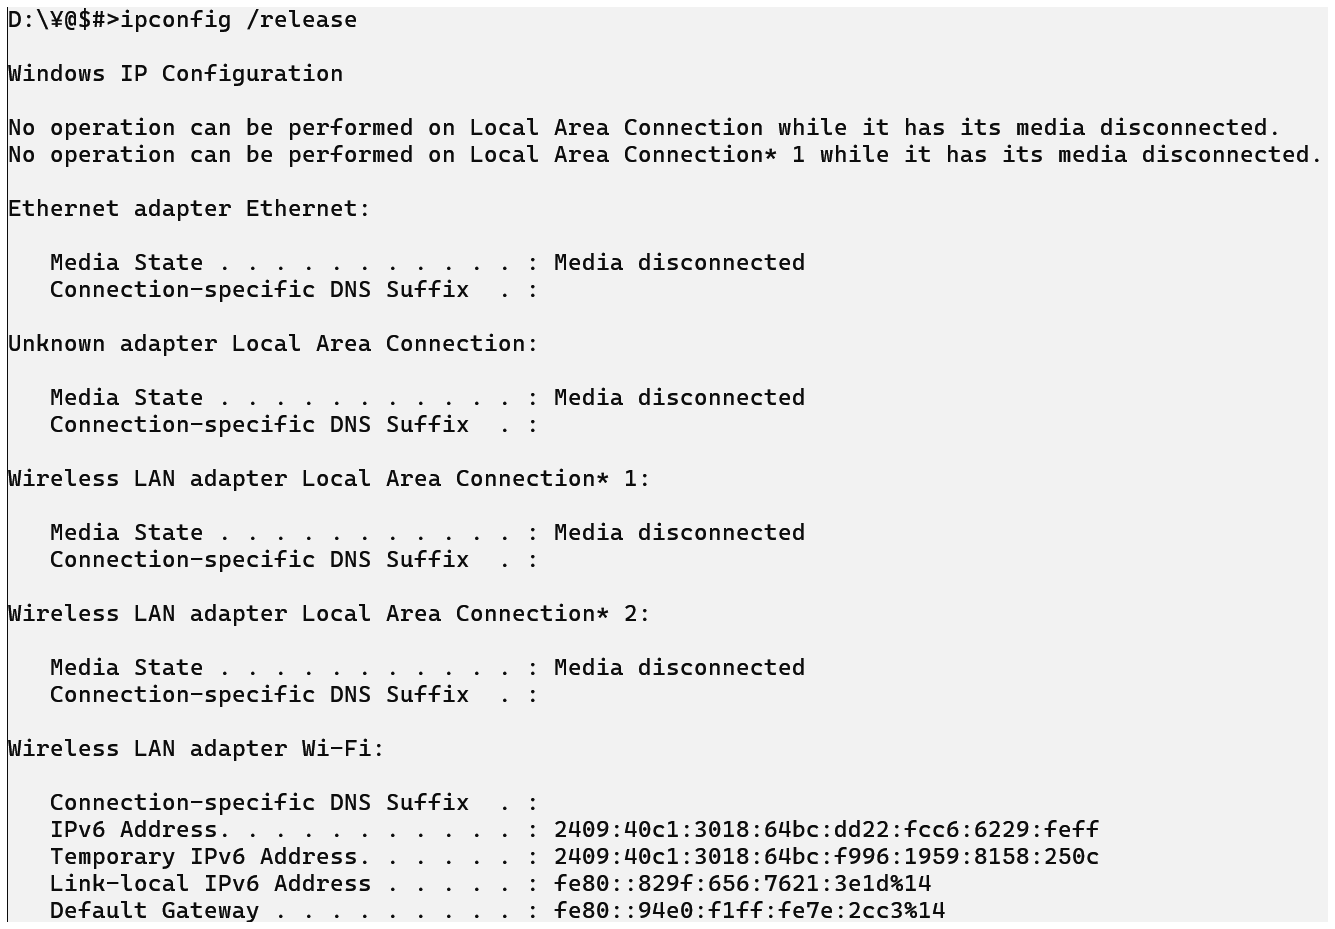 D:\¥@$#>ipconfig /release
Windows IP Configuration
No operation can be performed on Local Area Connection while it has its media disconnected.
No operation can be performed on Local Area Connection* 1 while it has its media disconnected.
Ethernet adapter Ethernet:
   Media State . . . . . . . . . . . : Media disconnected
   Connection-specific DNS Suffix  . :
Unknown adapter Local Area Connection:
   Media State . . . . . . . . . . . : Media disconnected
   Connection-specific DNS Suffix  . :
Wireless LAN adapter Local Area Connection* 1:
   Media State . . . . . . . . . . . : Media disconnected
   Connection-specific DNS Suffix  . :
Wireless LAN adapter Local Area Connection* 2:
   Media State . . . . . . . . . . . : Media disconnected
   Connection-specific DNS Suffix  . :
Wireless LAN adapter Wi-Fi:
   Connection-specific DNS Suffix  . :
   IPv6 Address. . . . . . . . . . . : 2409:40c1:3018:64bc:dd22:fcc6:6229:feff
   Temporary IPv6 Address. . . . . . : 2409:40c1:3018:64bc:f996:1959:8158:250c
   Link-local IPv6 Address . . . . . : fe80::829f:656:7621:3e1d%14
   Default Gateway . . . . . . . . . : fe80::94e0:f1ff:fe7e:2cc3%14